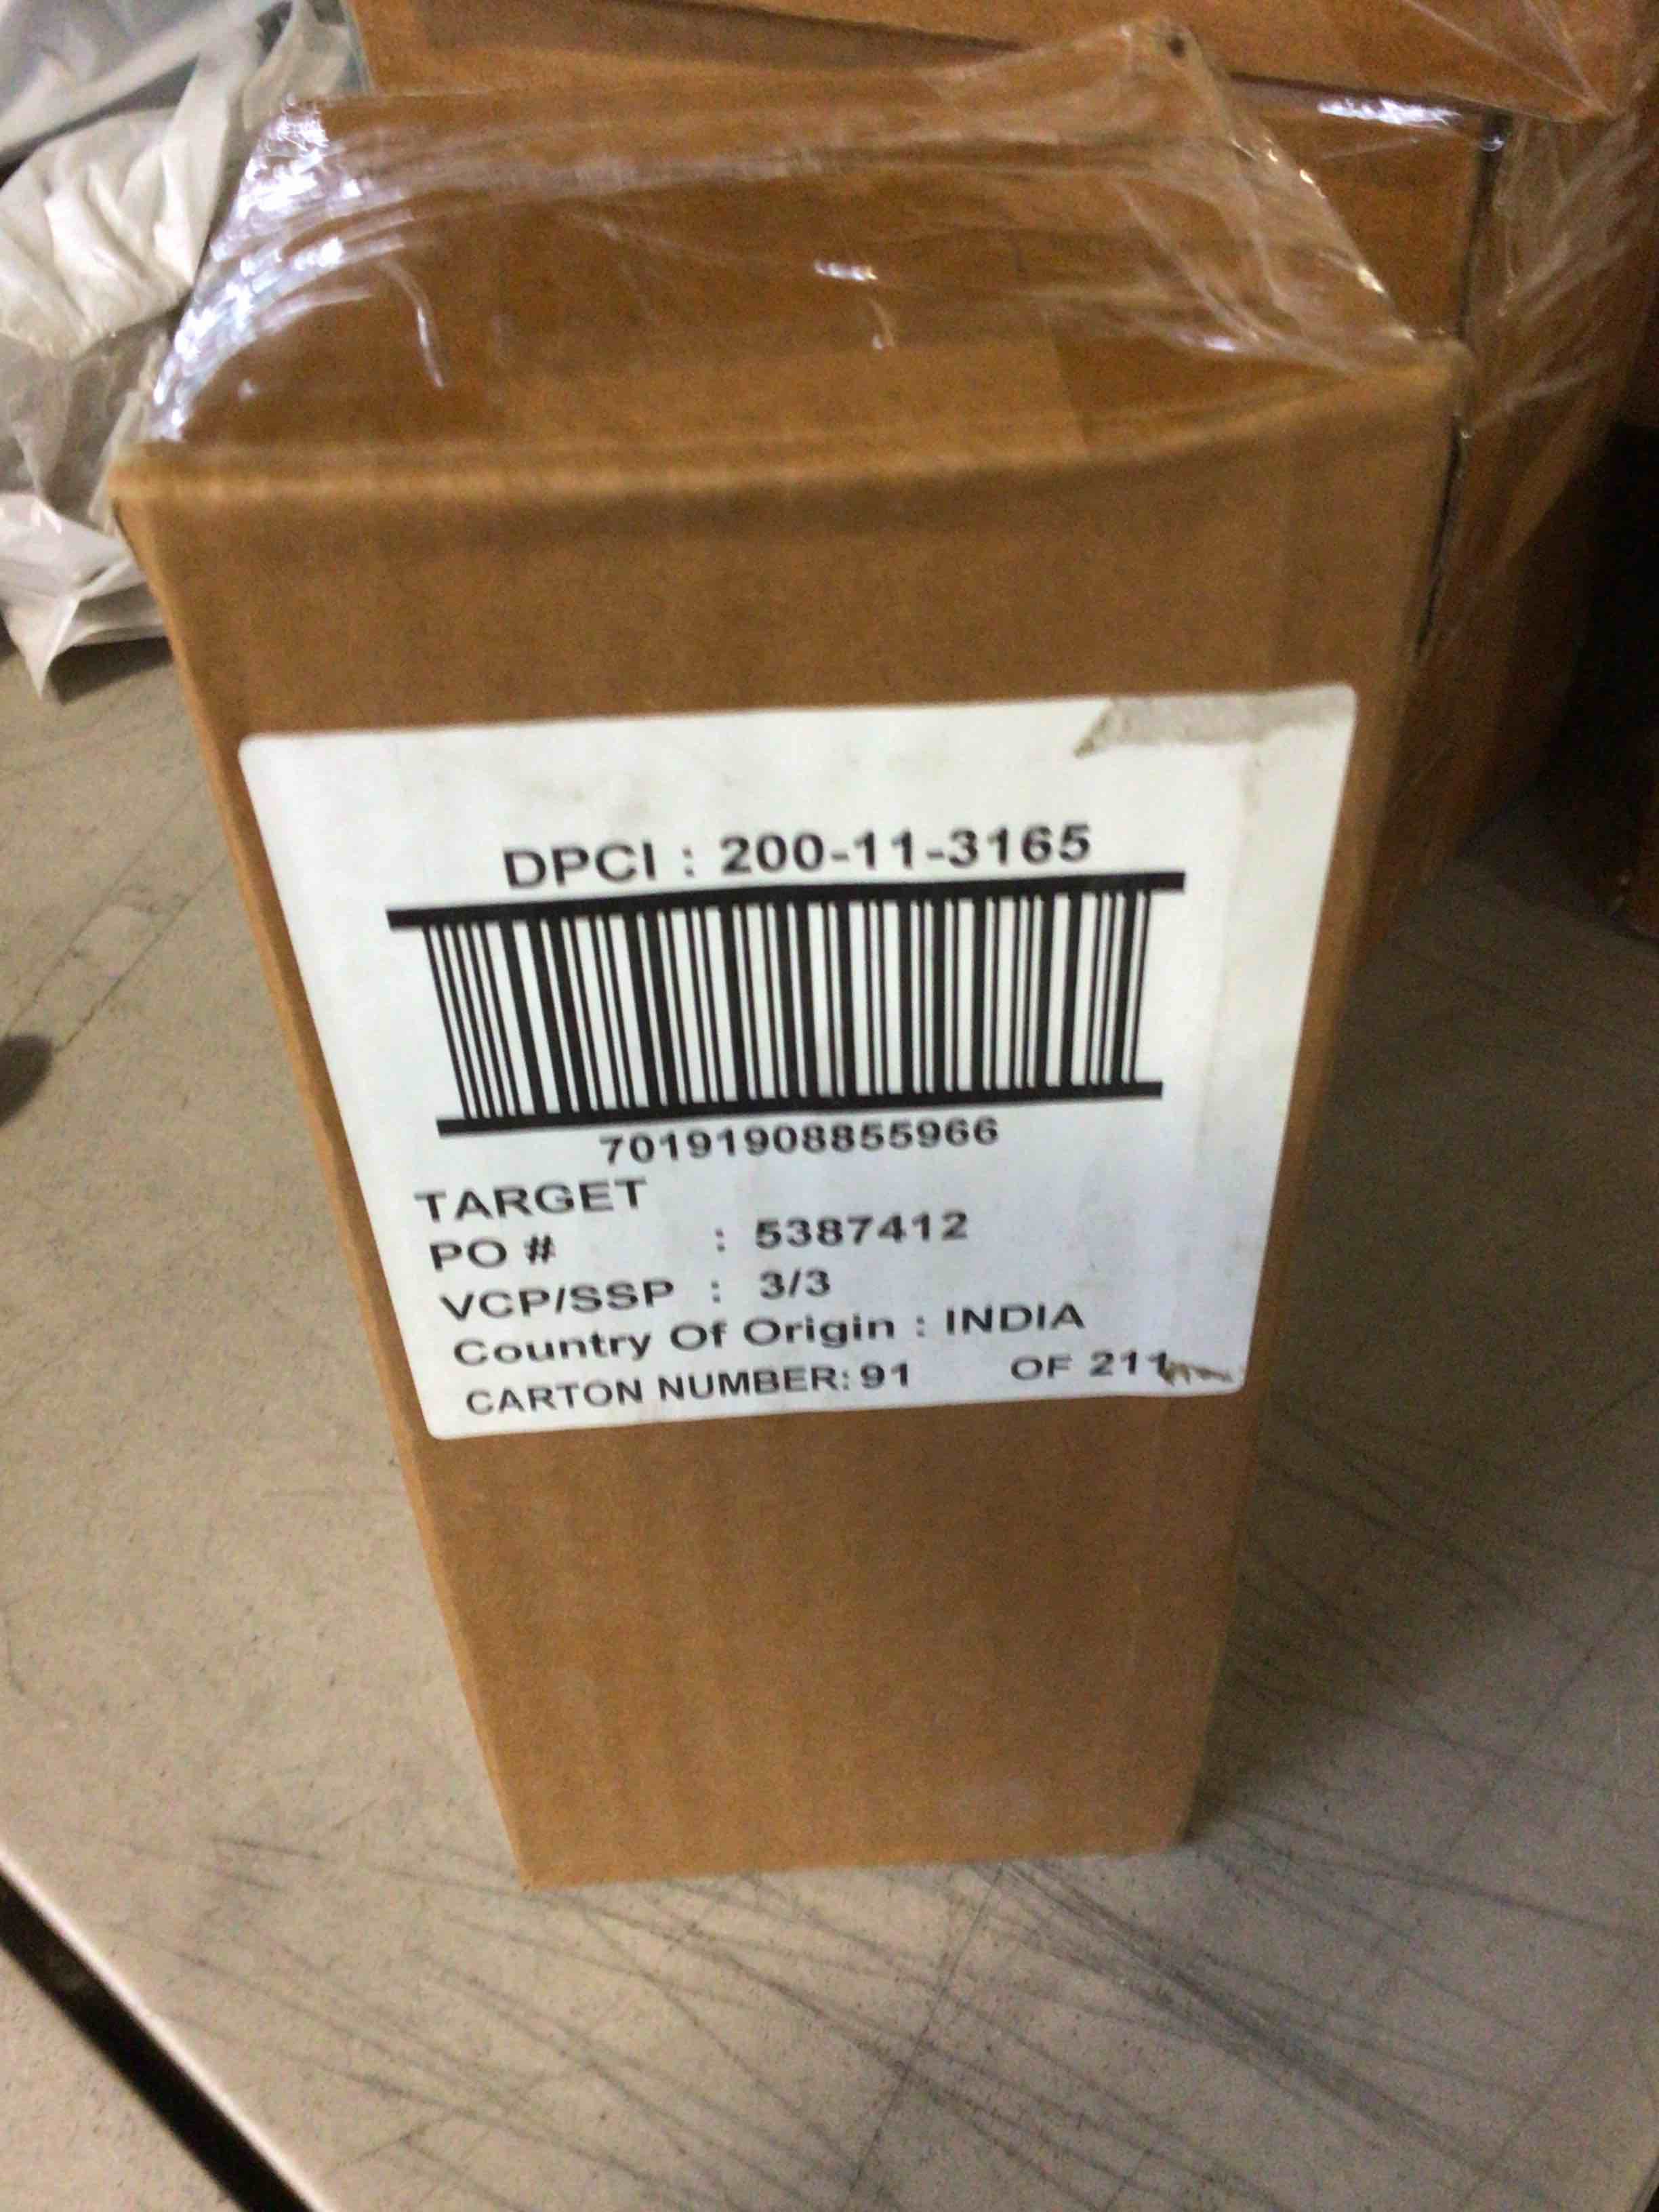 DPCI : 200-11-3165
70191908855966
TARGET
PO # : 5387412
VCP/SSP : 3/3
Country Of Origin : INDIA
CARTON NUMBER: 91 OF 211